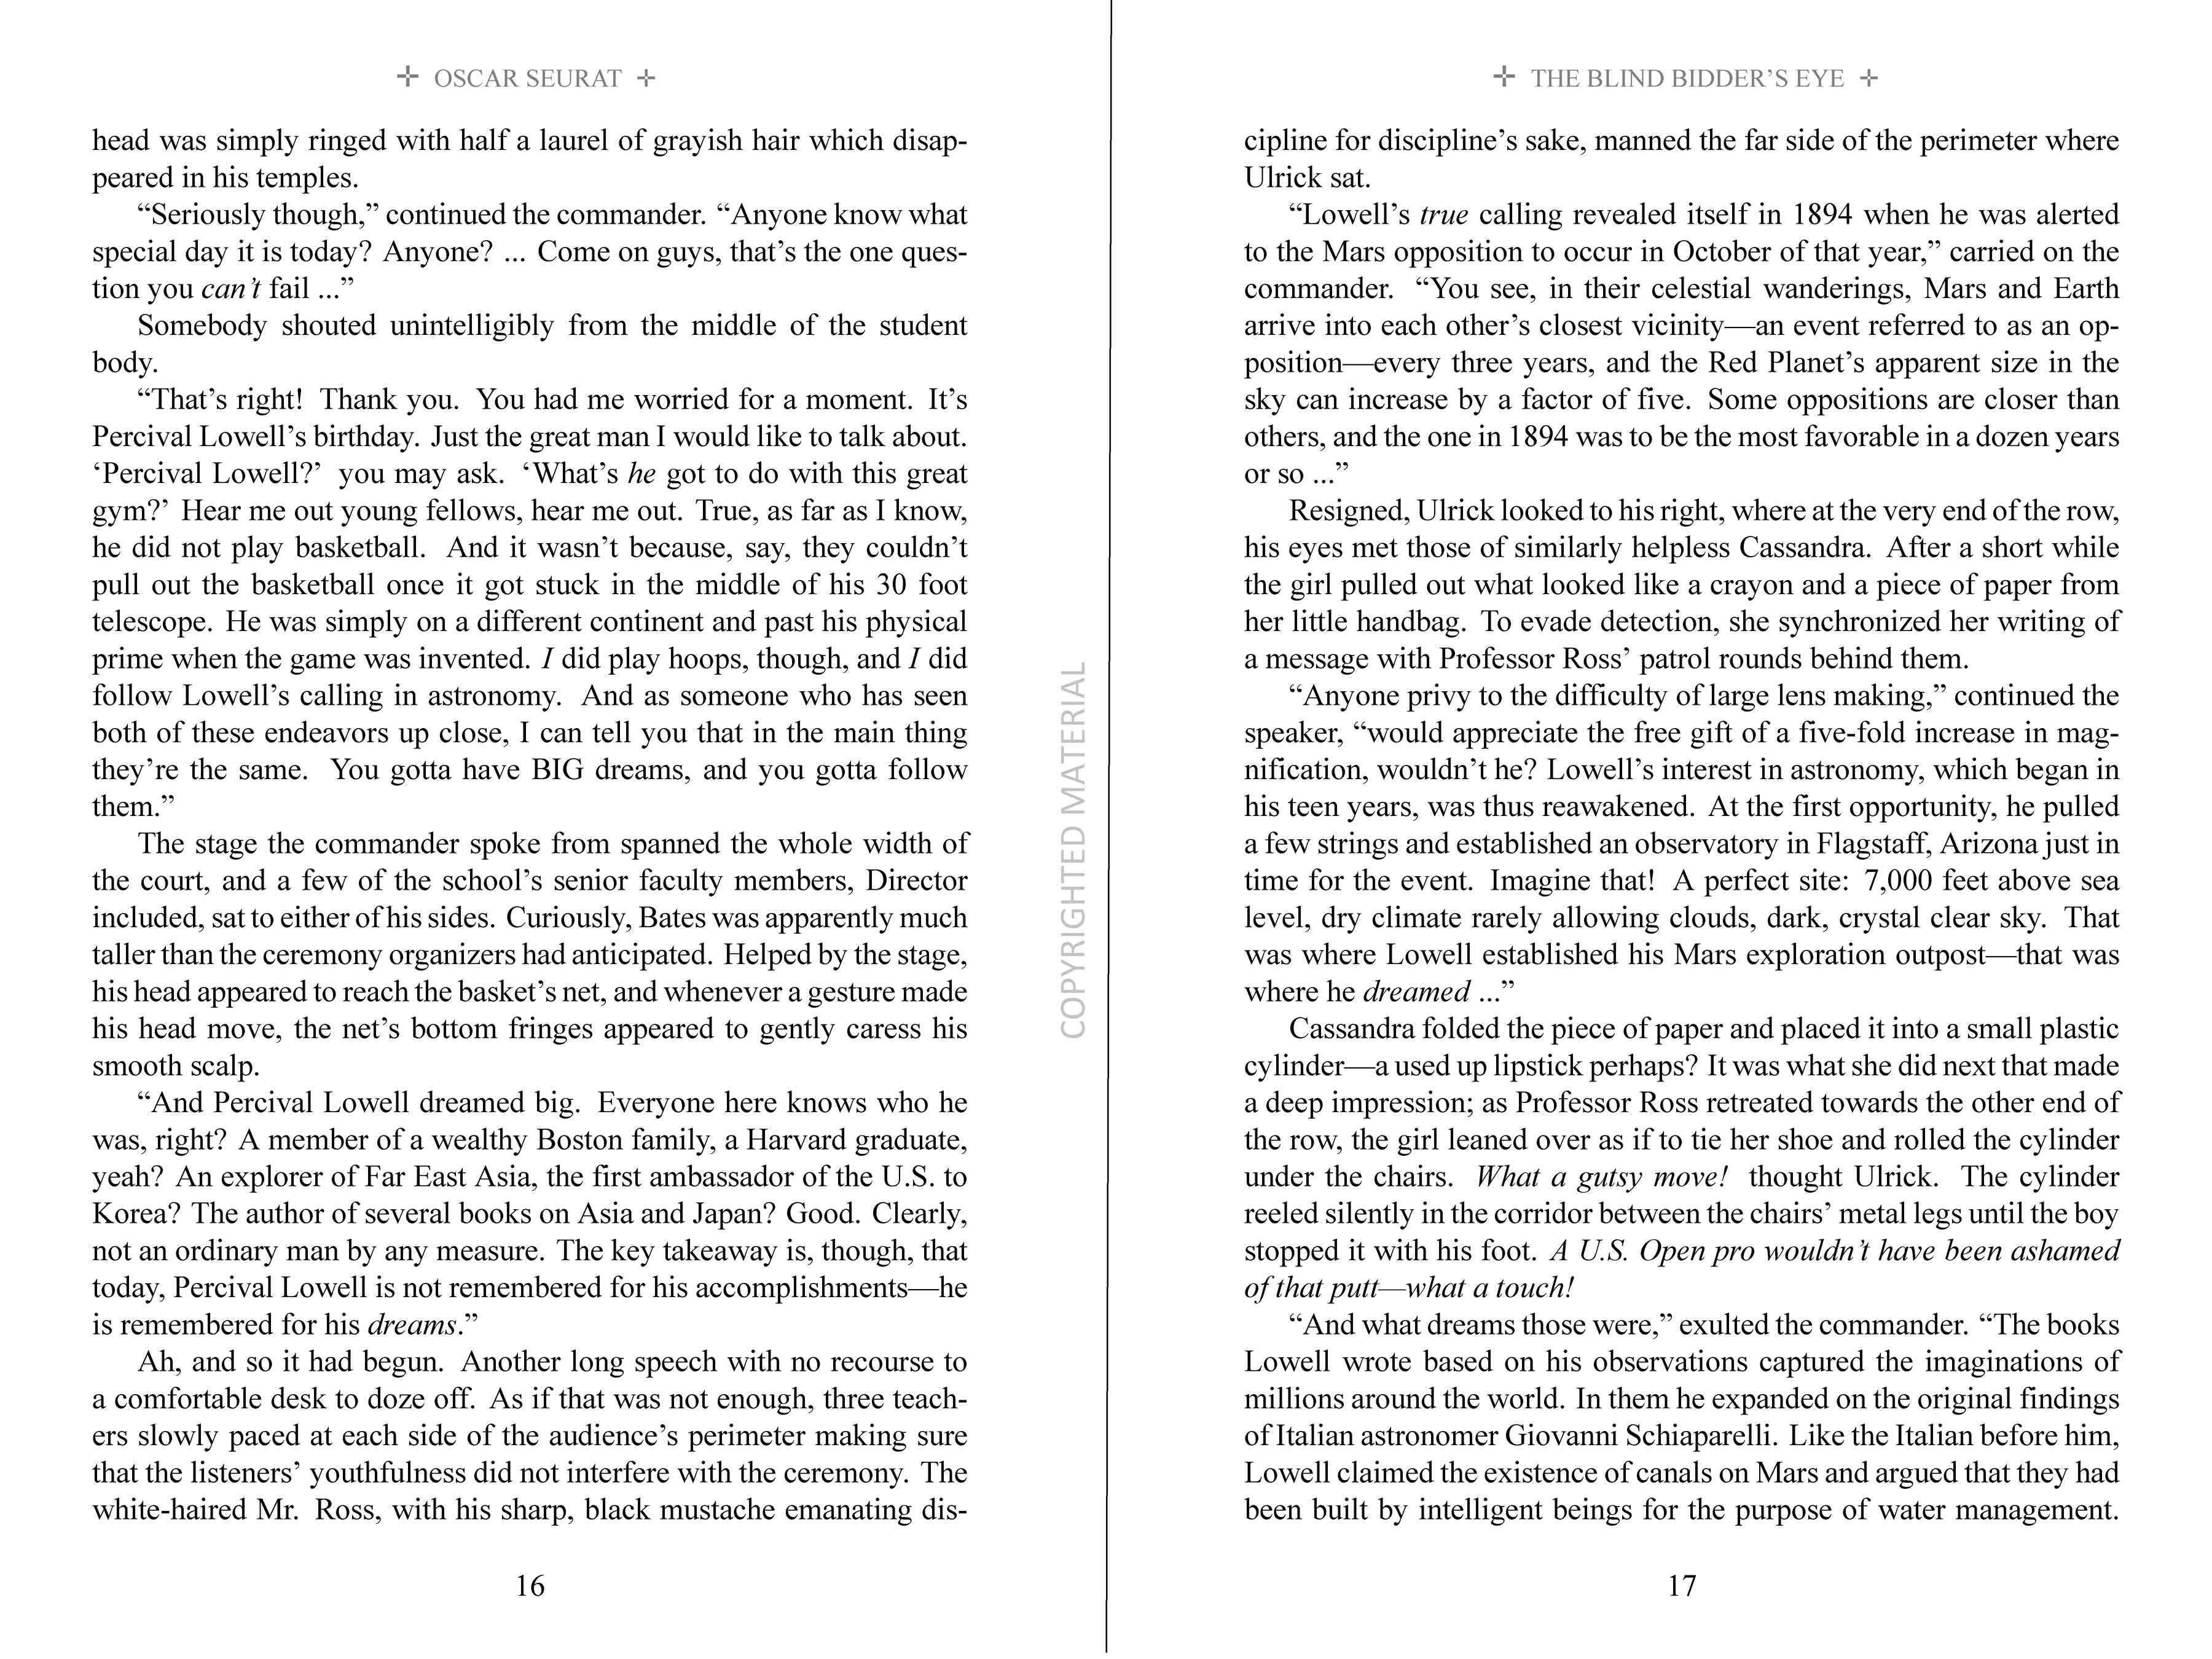 ✢ OSCAR SEURAT ✢
head was simply ringed with half a laurel of grayish hair which disap-
peared in his temples.
“Seriously though,” continued the commander. “Anyone know what
special day it is today? Anyone? ... Come on guys, that’s the one ques-
tion you can’t fail ...”
Somebody shouted unintelligibly from the middle of the student
body.
“That’s right! Thank you. You had me worried for a moment. It’s
Percival Lowell’s birthday. Just the great man I would like to talk about.
‘Percival Lowell?’ you may ask. ‘What’s he got to do with this great
gym?’ Hear me out young fellows, hear me out. True, as far as I know,
he did not play basketball. And it wasn’t because, say, they couldn’t
pull out the basketball once it got stuck in the middle of his 30 foot
telescope. He was simply on a different continent and past his physical
prime when the game was invented. I did play hoops, though, and I did
follow Lowell’s calling in astronomy. And as someone who has seen
both of these endeavors up close, I can tell you that in the main thing
they’re the same. You gotta have BIG dreams, and you gotta follow
them.”
The stage the commander spoke from spanned the whole width of
the court, and a few of the school’s senior faculty members, Director
included, sat to either of his sides. Curiously, Bates was apparently much
taller than the ceremony organizers had anticipated. Helped by the stage,
his head appeared to reach the basket’s net, and whenever a gesture made
his head move, the net’s bottom fringes appeared to gently caress his
smooth scalp.
“And Percival Lowell dreamed big. Everyone here knows who he
was, right? A member of a wealthy Boston family, a Harvard graduate,
yeah? An explorer of Far East Asia, the first ambassador of the U.S. to
Korea? The author of several books on Asia and Japan? Good. Clearly,
not an ordinary man by any measure. The key takeaway is, though, that
today, Percival Lowell is not remembered for his accomplishments—he
is remembered for his dreams.”
Ah, and so it had begun. Another long speech with no recourse to
a comfortable desk to doze off. As if that was not enough, three teach-
ers slowly paced at each side of the audience’s perimeter making sure
that the listeners’ youthfulness did not interfere with the ceremony. The
white-haired Mr. Ross, with his sharp, black mustache emanating dis-
16
COPYRIGHTED MATERIAL
✢ THE BLIND BIDDER’S EYE ✢
cipline for discipline’s sake, manned the far side of the perimeter where
Ulrick sat.
“Lowell’s true calling revealed itself in 1894 when he was alerted
to the Mars opposition to occur in October of that year,” carried on the
commander. “You see, in their celestial wanderings, Mars and Earth
arrive into each other’s closest vicinity—an event referred to as an op-
position—every three years, and the Red Planet’s apparent size in the
sky can increase by a factor of five. Some oppositions are closer than
others, and the one in 1894 was to be the most favorable in a dozen years
or so ...”
Resigned, Ulrick looked to his right, where at the very end of the row,
his eyes met those of similarly helpless Cassandra. After a short while
the girl pulled out what looked like a crayon and a piece of paper from
her little handbag. To evade detection, she synchronized her writing of
a message with Professor Ross’ patrol rounds behind them.
“Anyone privy to the difficulty of large lens making,” continued the
speaker, “would appreciate the free gift of a five-fold increase in mag-
nification, wouldn’t he? Lowell’s interest in astronomy, which began in
his teen years, was thus reawakened. At the first opportunity, he pulled
a few strings and established an observatory in Flagstaff, Arizona just in
time for the event. Imagine that! A perfect site: 7,000 feet above sea
level, dry climate rarely allowing clouds, dark, crystal clear sky. That
was where Lowell established his Mars exploration outpost—that was
where he dreamed ...”
Cassandra folded the piece of paper and placed it into a small plastic
cylinder—a used up lipstick perhaps? It was what she did next that made
a deep impression; as Professor Ross retreated towards the other end of
the row, the girl leaned over as if to tie her shoe and rolled the cylinder
under the chairs. What a gutsy move! thought Ulrick. The cylinder
reeled silently in the corridor between the chairs’ metal legs until the boy
stopped it with his foot. A U.S. Open pro wouldn’t have been ashamed
of that putt—what a touch!
“And what dreams those were,” exulted the commander. “The books
Lowell wrote based on his observations captured the imaginations of
millions around the world. In them he expanded on the original findings
of Italian astronomer Giovanni Schiaparelli. Like the Italian before him,
Lowell claimed the existence of canals on Mars and argued that they had
been built by intelligent beings for the purpose of water management.
17